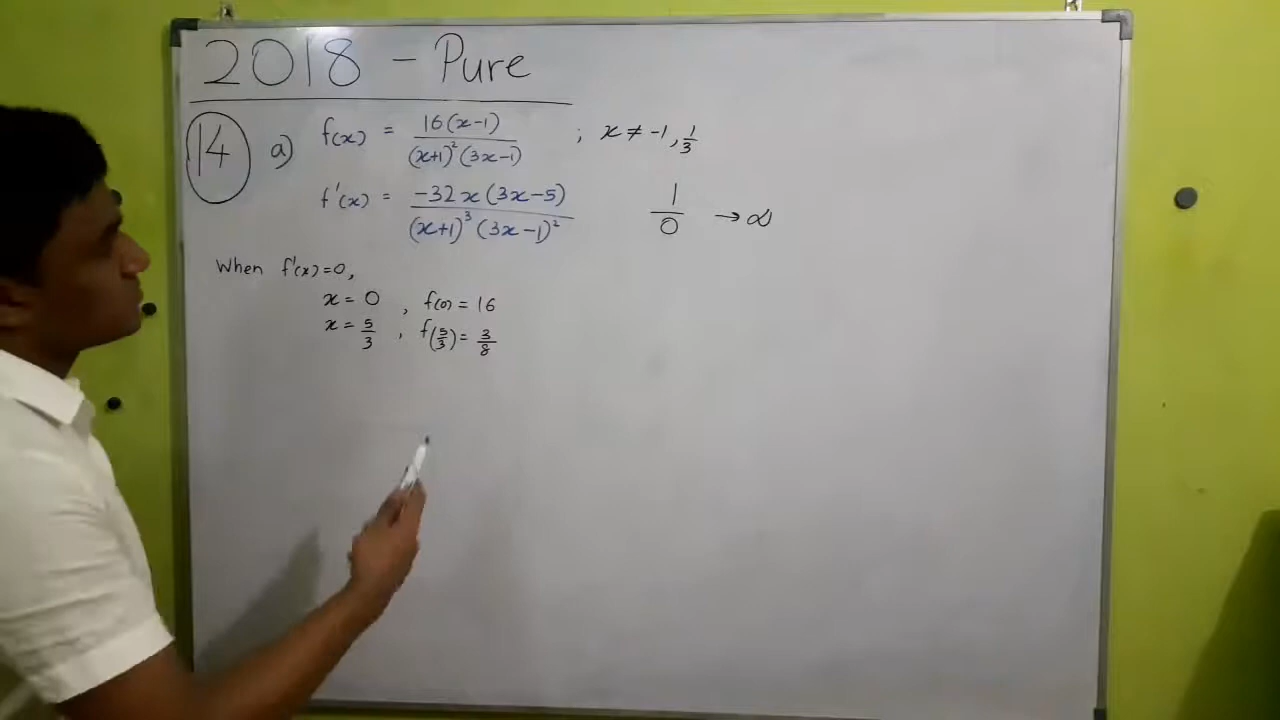 2018 - Pure
14 a) f(x) = 16(x-1) / (x+1)²(3x-1) ; x ≠ -1, 1/3
f'(x) = -32x(3x-5) / (x+1)³(3x-1)²
1/0 → ∞
When f'(x)=0,
x = 0 , f(0) = 16
x = 5/3 , f(5/3) = 3/8